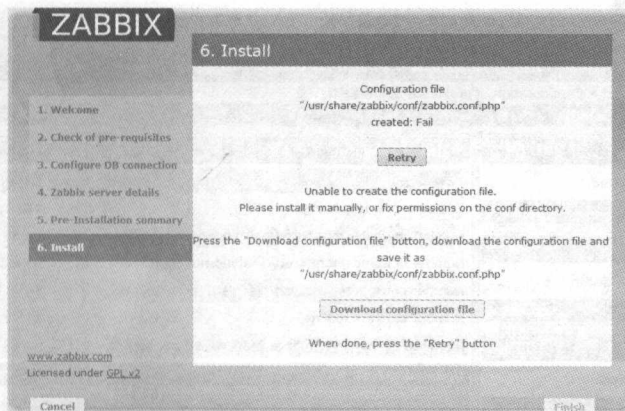 ZABBIX
6. Install
1. Welcome
2. Check of pre-requisites
3. Configure DB connection
4. Zabbix server details
5. Pre-Installation summary
6. Install
Configuration file
"/usr/share/zabbix/conf/zabbix.conf.php"
created: Fail
Retry
Unable to create the configuration file.
Please install it manually, or fix permissions on the conf directory.
Press the "Download configuration file" button, download the configuration file and
save it as
"/usr/share/zabbix/conf/zabbix.conf.php"
Download configuration file
When done, press the "Retry" button
www.zabbix.com
Licensed under GPL v2
Cancel
Finish